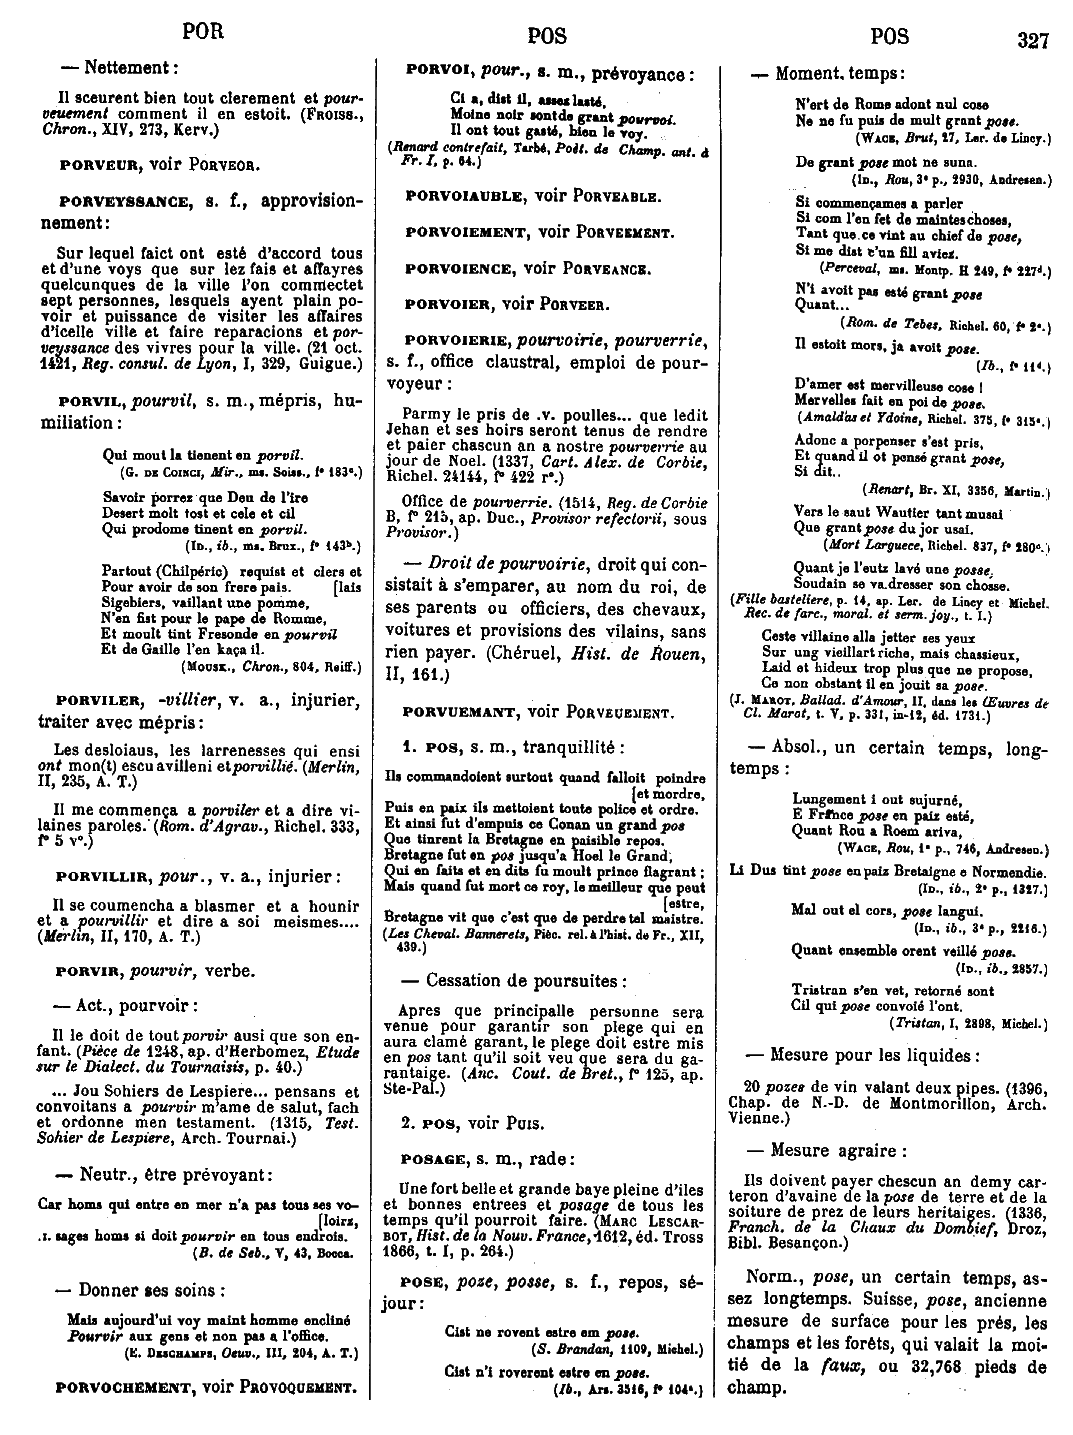 POR
POS
POS
327
— Nettement :
Il sceurent bien tout clerement et pour-
veuement comment il en estoit. (FROISS.,
Chron., XIV, 273, Kerv.)
PORVEUR, voir PORVEOR.
PORVEYSSANCE, s. f., approvision-
nement :
Sur lequel faict ont esté d'accord tous
et d'une voys que sur lez fais et affayres
quelcunques de la ville l'on commectet
sept personnes, lesquels ayent plain po-
voir et puissance de visiter les affaires
d'icelle ville et faire reparacions et por-
veyssance des vivres pour la ville. (21 oct.
1421, Reg. consul. de Lyon, I, 329, Guigue.)
PORVIL, pourvil, s. m., mépris, hu-
miliation :
Qui mout la tienent en porvil.
(G. DE COINCI, Mir., ms. Soiss., f° 183ᵃ.)
Savoir porrez que Deu de l'ire
Desert molt tost et cele et cil
Qui prodome tinent en porvil.
(ID., ib., ms. Brux., f° 143ᵇ.)
Partout (Chilpéric) requist et clers et
Pour avoir de son frere pais. [lais
Sigebiers, vaillant une pomme,
N'en fist pour le pape de Romme,
Et moult tint Fresonde en pourvil
Et de Gaille l'en kaça il.
(MOUSK., Chron., 804, Reiff.)
PORVILER, -villier, v. a., injurier,
traiter avec mépris :
Les desloiaus, les larrenesses qui ensi
ont mon(t) escu avilleni et porvillié. (Merlin,
II, 235, A. T.)
Il me commença a porviler et a dire vi-
laines paroles. (Rom. d'Agrav., Richel. 333,
f° 5 v°.)
PORVILLIR, pour., v. a., injurier :
Il se coumencha a blasmer et a hounir
et a pourvillir et dire a soi meismes....
(Merlin, II, 170, A. T.)
PORVIR, pourvir, verbe.
— Act., pourvoir :
Il le doit de tout porvir ausi que son en-
fant. (Pièce de 1248, ap. d'Herbomez, Etude
sur le Dialect. du Tournaisis, p. 40.)
... Jou Sohiers de Lespiere... pensans et
convoitans a pourvir m'ame de salut, fach
et ordonne men testament. (1315, Test.
Sohier de Lespiere, Arch. Tournai.)
— Neutr., être prévoyant :
Car homs qui entre en mer n'a pas tous ses vo-
[loirs,
.I. sages homs si doit pourvir en tous endrois.
(B. de Seb., V, 43, Bocca.
— Donner ses soins :
Mais aujourd'ui voy maint homme encliné
Pourvir aux gens et non pas a l'office.
(E. DESCHAMPS, Oeuv., III, 204, A. T.)
PORVOCHEMENT, voir PROVOQUEMENT.
PORVOI, pour., s. m., prévoyance :
Ci a, dist il, assez lasté,
Moine noir sont de grant pourvoi.
Il ont tout gasté, bien le voy.
(Renard contrefait, Tarbé, Poèt. de Champ. ant. à
Fr. I, p. 64.)
PORVOIAUBLE, voir PORVEABLE.
PORVOIEMENT, voir PORVEEMENT.
PORVOIENCE, voir PORVEANCE.
PORVOIER, voir PORVEER.
PORVOIERIE, pourvoirie, pourverrie,
s. f., office claustral, emploi de pour-
voyeur :
Parmy le pris de .v. poulles... que ledit
Jehan et ses hoirs seront tenus de rendre
et paier chascun an a nostre pourverrie au
jour de Noel. (1337, Cart. Alex. de Corbie,
Richel. 24144, f° 422 r°.)
Office de pourverrie. (1514, Reg. de Corbie
B, f° 215, ap. Duc., Provisor refectorii, sous
Provisor.)
— Droit de pourvoirie, droit qui con-
sistait à s'emparer, au nom du roi, de
ses parents ou officiers, des chevaux,
voitures et provisions des vilains, sans
rien payer. (Chéruel, Hist. de Rouen,
II, 161.)
PORVUEMANT, voir PORVEUEMENT.
1. POS, s. m., tranquillité :
Ils commandoient surtout quand falloit poindre
[et mordre,
Puis en paix ils mettoient toute police et ordre.
Et ainsi fut d'empuis ce Conan un grand pos
Que tinrent la Bretagne en paisible repos.
Bretagne fut en pos jusqu'a Hoel le Grand;
Qui en faits et en dits fu moult prince flagrant ;
Mais quand fut mort ce roy, le meilleur que peut
[estre,
Bretagne vit que c'est que de perdre tel maistre.
(Les Cheval. Bannerets, Pièc. rel. à l'hist. de Fr., XII,
439.)
— Cessation de poursuites :
Apres que principalle personne sera
venue pour garantir son plege qui en
aura clamé garant, le plege doit estre mis
en pos tant qu'il soit veu que sera du ga-
rantaige. (Anc. Cout. de Bret., f° 125, ap.
Ste-Pal.)
2. POS, voir PUIS.
POSAGE, s. m., rade :
Une fort belle et grande baye pleine d'iles
et bonnes entrees et posage de tous les
temps qu'il pourroit faire. (MARC LESCAR-
BOT, Hist. de la Nouv. France, 1612, éd. Tross
1866, t. I, p. 264.)
POSE, poze, posse, s. f., repos, sé-
jour :
Cist ne rovent estre em pose.
(S. Brandan, 1109, Michel.)
Cist n'i roverent estre en pose.
(Ib., Ars. 3516, f° 104ᵃ.)
— Moment, temps :
N'ert de Rome adont nul cose
Ne ne fu puis de mult grant pose.
(WACE, Brut, 27, Ler. de Lincy.)
De grant pose mot ne suna.
(ID., Rou, 3ᵉ p., 2930, Andresen.)
Si commençames a parler
Si com l'en fet de maintes choses,
Tant que ce vint au chief de pose,
Si me dist c'un fill aviez.
(Perceval, ms. Montp. H 249, f° 227ᵈ.)
N'i avoit pas esté grant pose
Quant...
(Rom. de Tebes, Richel. 60, f° 2ᵃ.)
Il estoit mors, ja avoit pose.
(Ib., f° 11ᵈ.)
D'amer est mervilleuse cose !
Mervelles fait en poi de pose.
(Amaldas et Ydoine, Richel. 375, f° 315ᵃ.)
Adonc a porpenser s'est pris,
Et quand il ot pensé grant pose,
Si dit..
(Renart, Br. XI, 3356, Martin.)
Vers le saut Wautier tant musai
Que grant pose du jor usai.
(Mort Larguece, Richel. 837, f° 280ᶜ.)
Quant je l'eutz lavé une posse,
Soudain se va dresser son chosse.
(Fille basteliere, p. 14, ap. Ler. de Lincy et Michel.
Rec. de farc., moral. et serm. joy., t. I.)
Ceste villaine alla jetter ses yeux
Sur ung vieillart riche, mais chassieux,
Laid et hideux trop plus que ne propose,
Ce non obstant il en jouit sa pose.
(J. MAROT, Ballad. d'Amour, II, dans les Œuvres de
Cl. Marot, t. V, p. 331, in-12, éd. 1731.)
— Absol., un certain temps, long-
temps :
Lungement i out sujurné,
E France pose en paiz esté,
Quant Rou a Roem ariva,
(WACE, Rou, 1ᵉ p., 746, Andresen.)
Li Dus tint pose en paiz Bretaigne e Normendie.
(ID., ib., 2ᵉ p., 1327.)
Mal out el cors, pose langui.
(ID., ib., 3ᵉ p., 2216.)
Quant ensemble orent veillé pose.
(ID., ib., 2857.)
Tristran s'en vet, retorné sont
Cil qui pose convoié l'ont.
(Tristan, I, 2898, Michel.)
— Mesure pour les liquides :
20 pozes de vin valant deux pipes. (1396,
Chap. de N.-D. de Montmorillon, Arch.
Vienne.)
— Mesure agraire :
Ils doivent payer chescun an demy car-
teron d'avaine de la pose de terre et de la
soiture de prez de leurs heritaiges. (1336,
Franch. de la Chaux du Dombief, Droz,
Bibl. Besançon.)
Norm., pose, un certain temps, as-
sez longtemps. Suisse, pose, ancienne
mesure de surface pour les prés, les
champs et les forêts, qui valait la moi-
tié de la faux, ou 32,768 pieds de
champ.